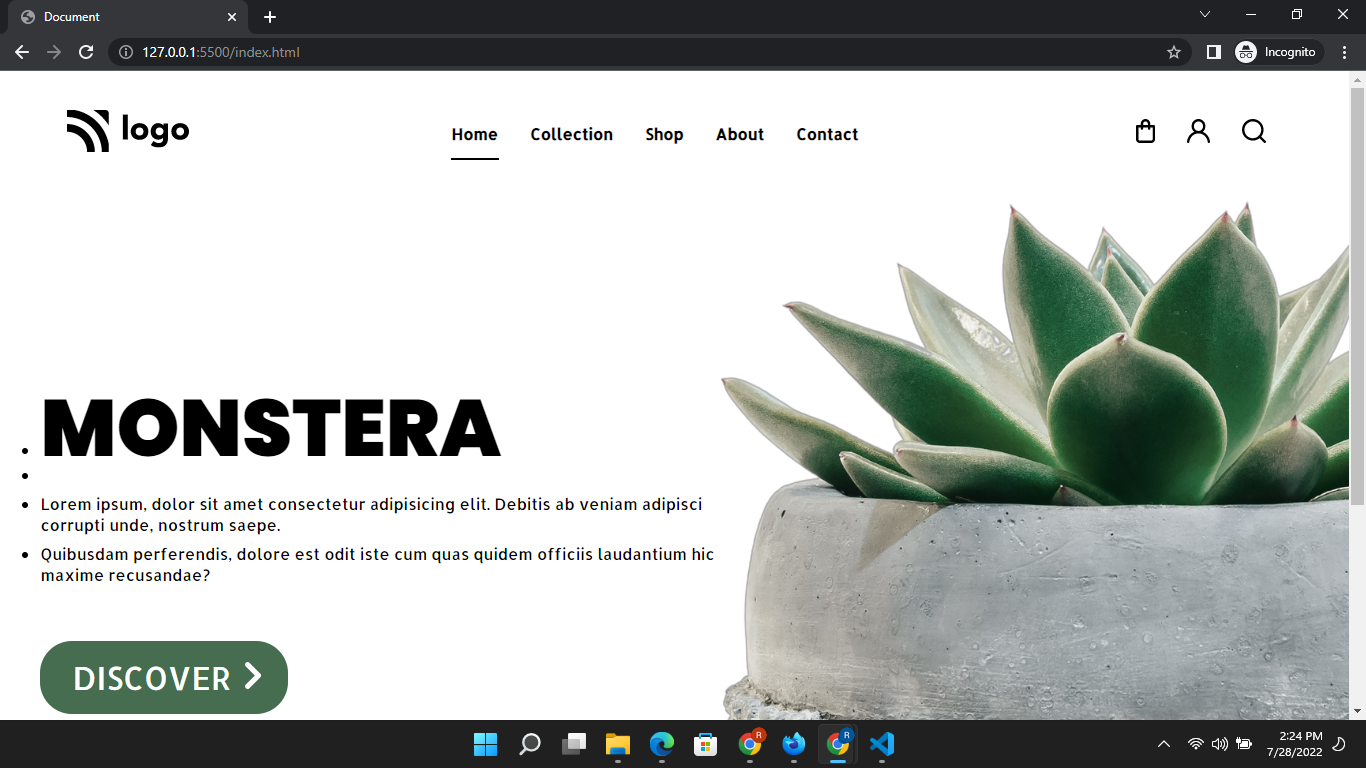 Document
127.0.0.1:5500/index.html
Incognito
logo
Home Collection Shop About Contact
MONSTERA
Lorem ipsum, dolor sit amet consectetur adipisicing elit. Debitis ab veniam adipisci
corrupti unde, nostrum saepe.
Quibusdam perferendis, dolore est odit iste cum quas quidem officiis laudantium hic
maxime recusandae?
DISCOVER
R
R
2:24 PM
7/28/2022